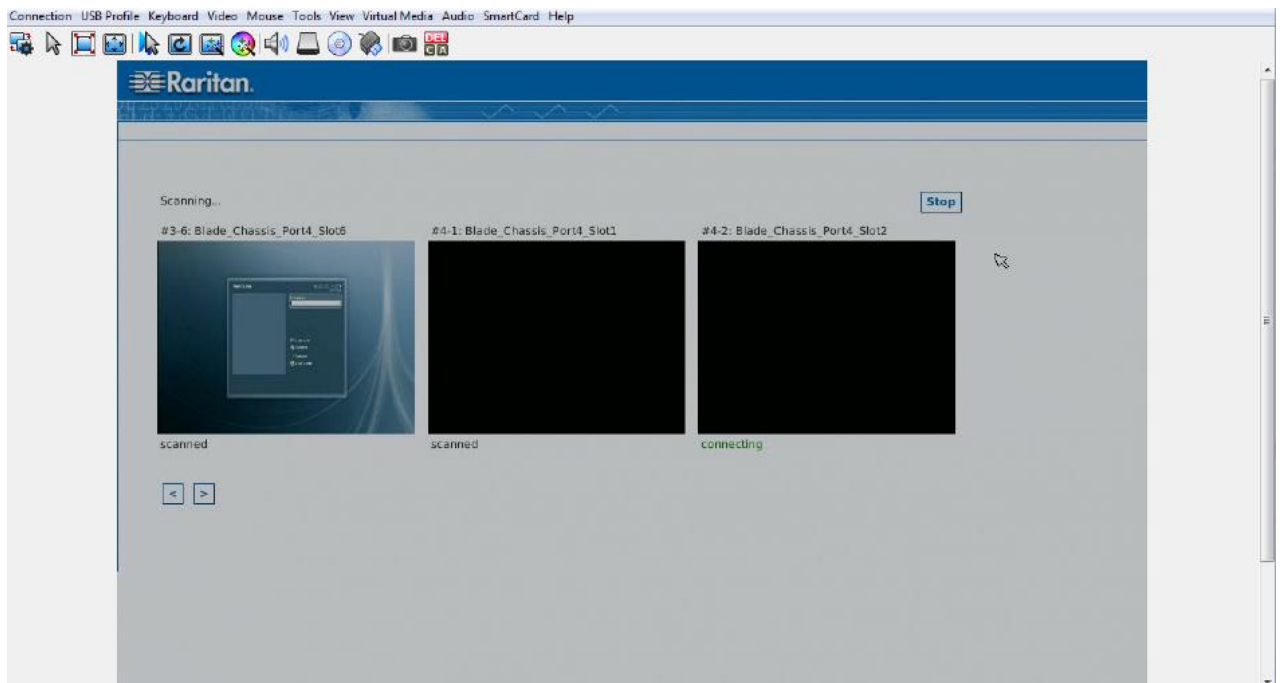 Connection USB Profile Keyboard Video Mouse Tools View Virtual Media Audio SmartCard Help
DEL
C A
Raritan.
Scanning...
Stop
#3-6: Blade_Chassis_Port4_Slot6
#4-1: Blade_Chassis_Port4_Slot1
#4-2: Blade_Chassis_Port4_Slot2
scanned
scanned
connecting
< >